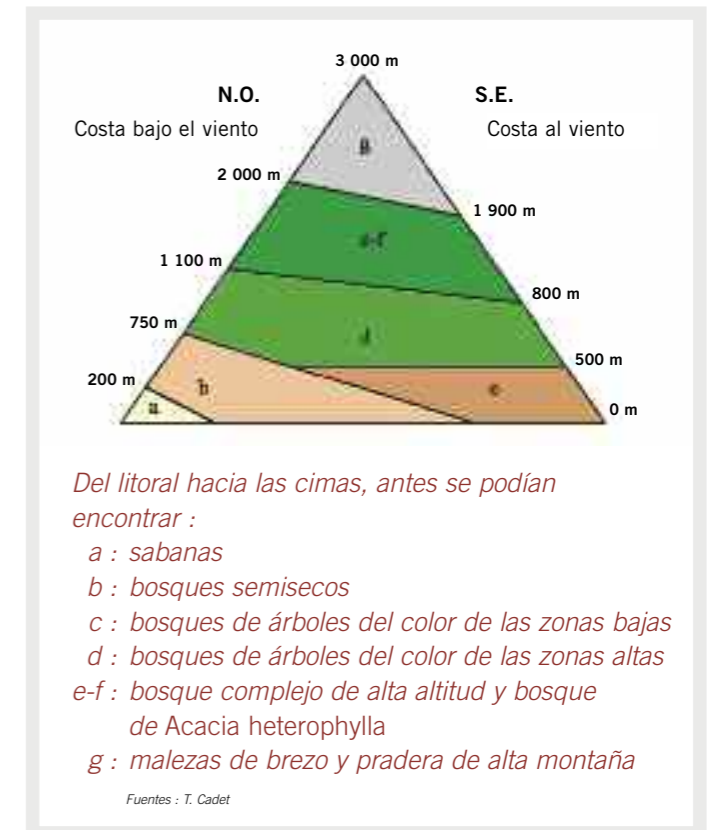 3 000 m
N.O.
S.E.
Costa bajo el viento
Costa al viento
g
2 000 m
1 900 m
e-f
1 100 m
800 m
750 m
d
500 m
200 m
b
a
0 m
Del litoral hacia las cimas, antes se podían
encontrar :
a : sabanas
b : bosques semisecos
c : bosques de árboles del color de las zonas bajas
d : bosques de árboles del color de las zonas altas
e-f : bosque complejo de alta altitud y bosque
de Acacia heterophylla
g : malezas de brezo y pradera de alta montaña
Fuentes : T. Cadet